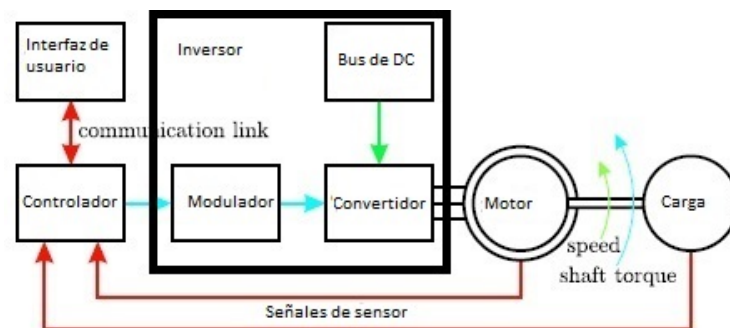 Interfaz de
usuario
Inversor
Bus de DC
communication link
Controlador
Modulador
Convertidor
Motor
Carga
speed
shaft torque
Señales de sensor